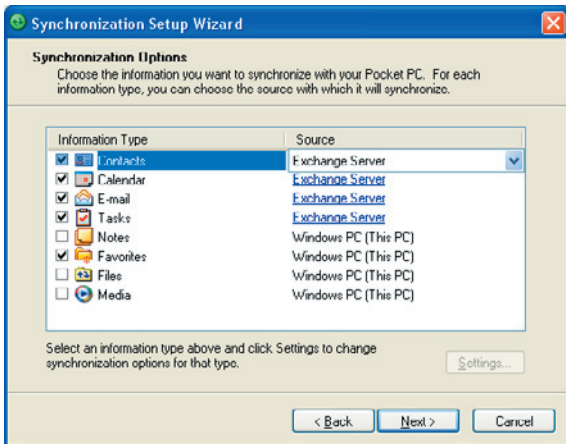 Synchronization Setup Wizard
Synchronization Options
Choose the information you want to synchronize with your Pocket PC. For each
information type, you can choose the source with which it will synchronize.
Information Type Source
Contacts Exchange Server
Calendar Exchange Server
E-mail Exchange Server
Tasks Exchange Server
Notes Windows PC (This PC)
Favorites Windows PC (This PC)
Files Windows PC (This PC)
Media Windows PC (This PC)
Select an information type above and click Settings to change
synchronization options for that type.
Settings...
< Back Next > Cancel